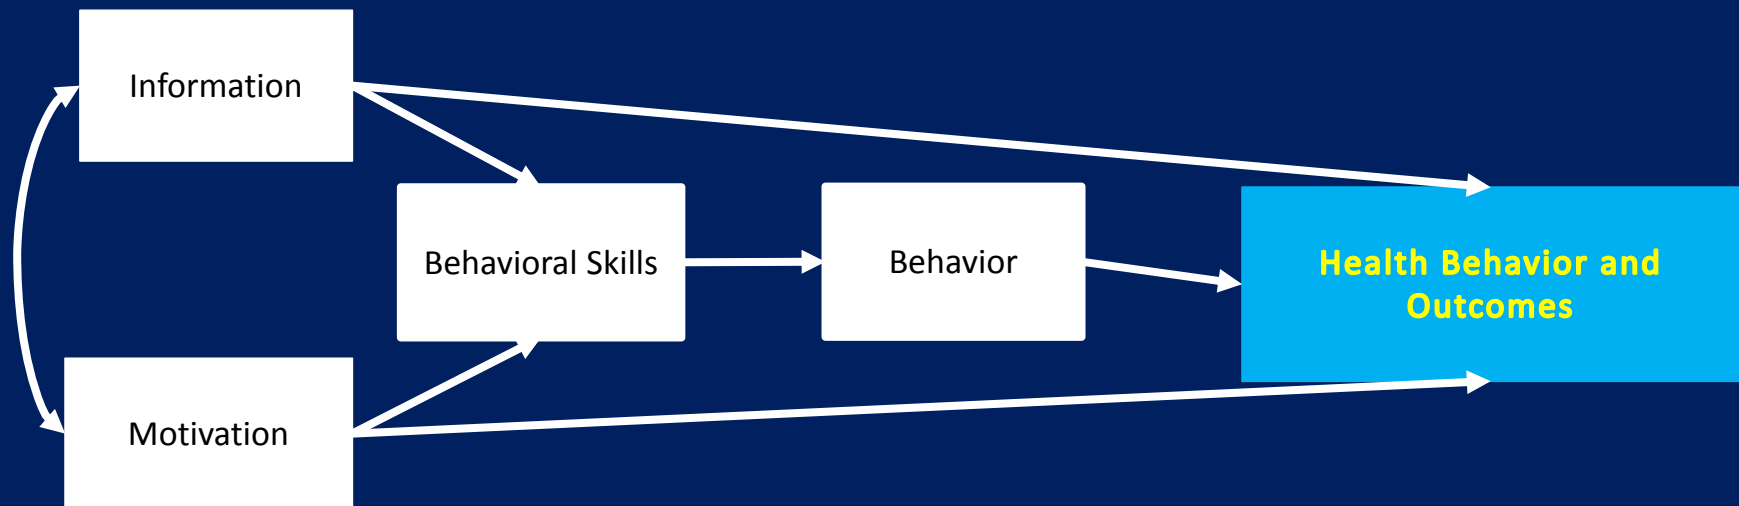 Information
Behavioral Skills
Behavior
Health Behavior and
Outcomes
Motivation